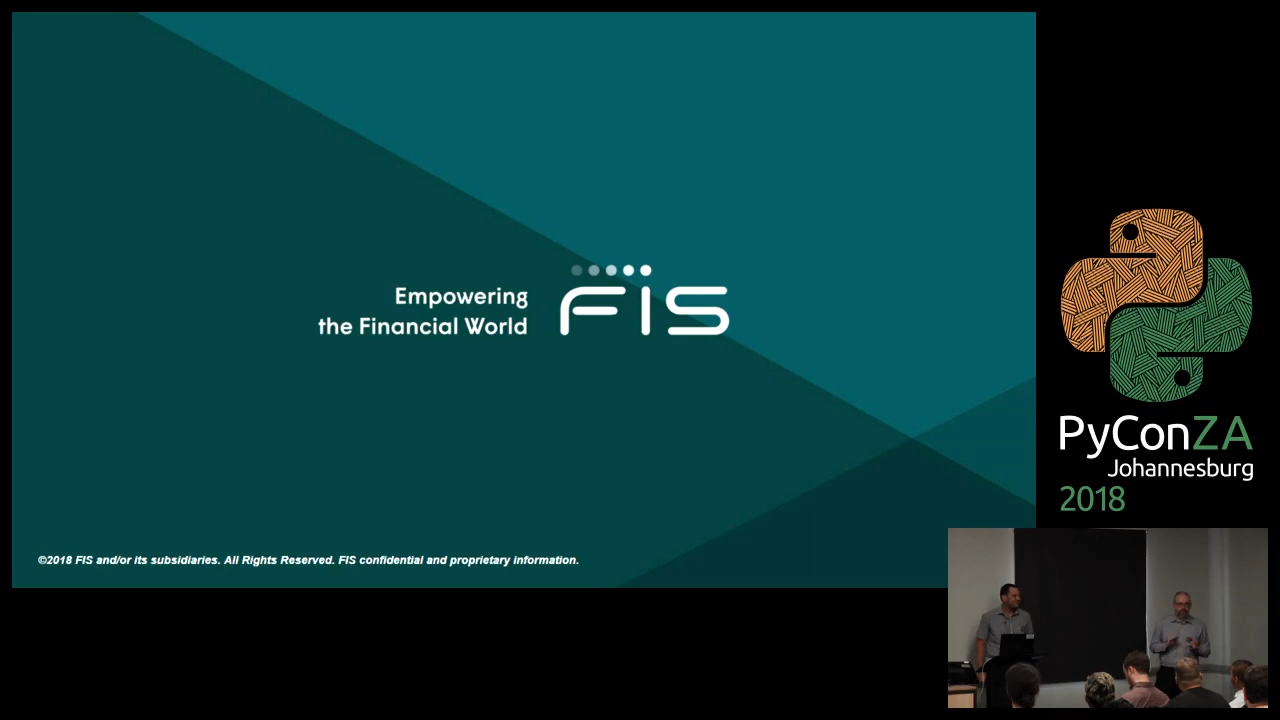 Empowering
the Financial World
FIS
©2018 FIS and/or its subsidiaries. All Rights Reserved. FIS confidential and proprietary information.
PyConZA
Johannesburg
2018